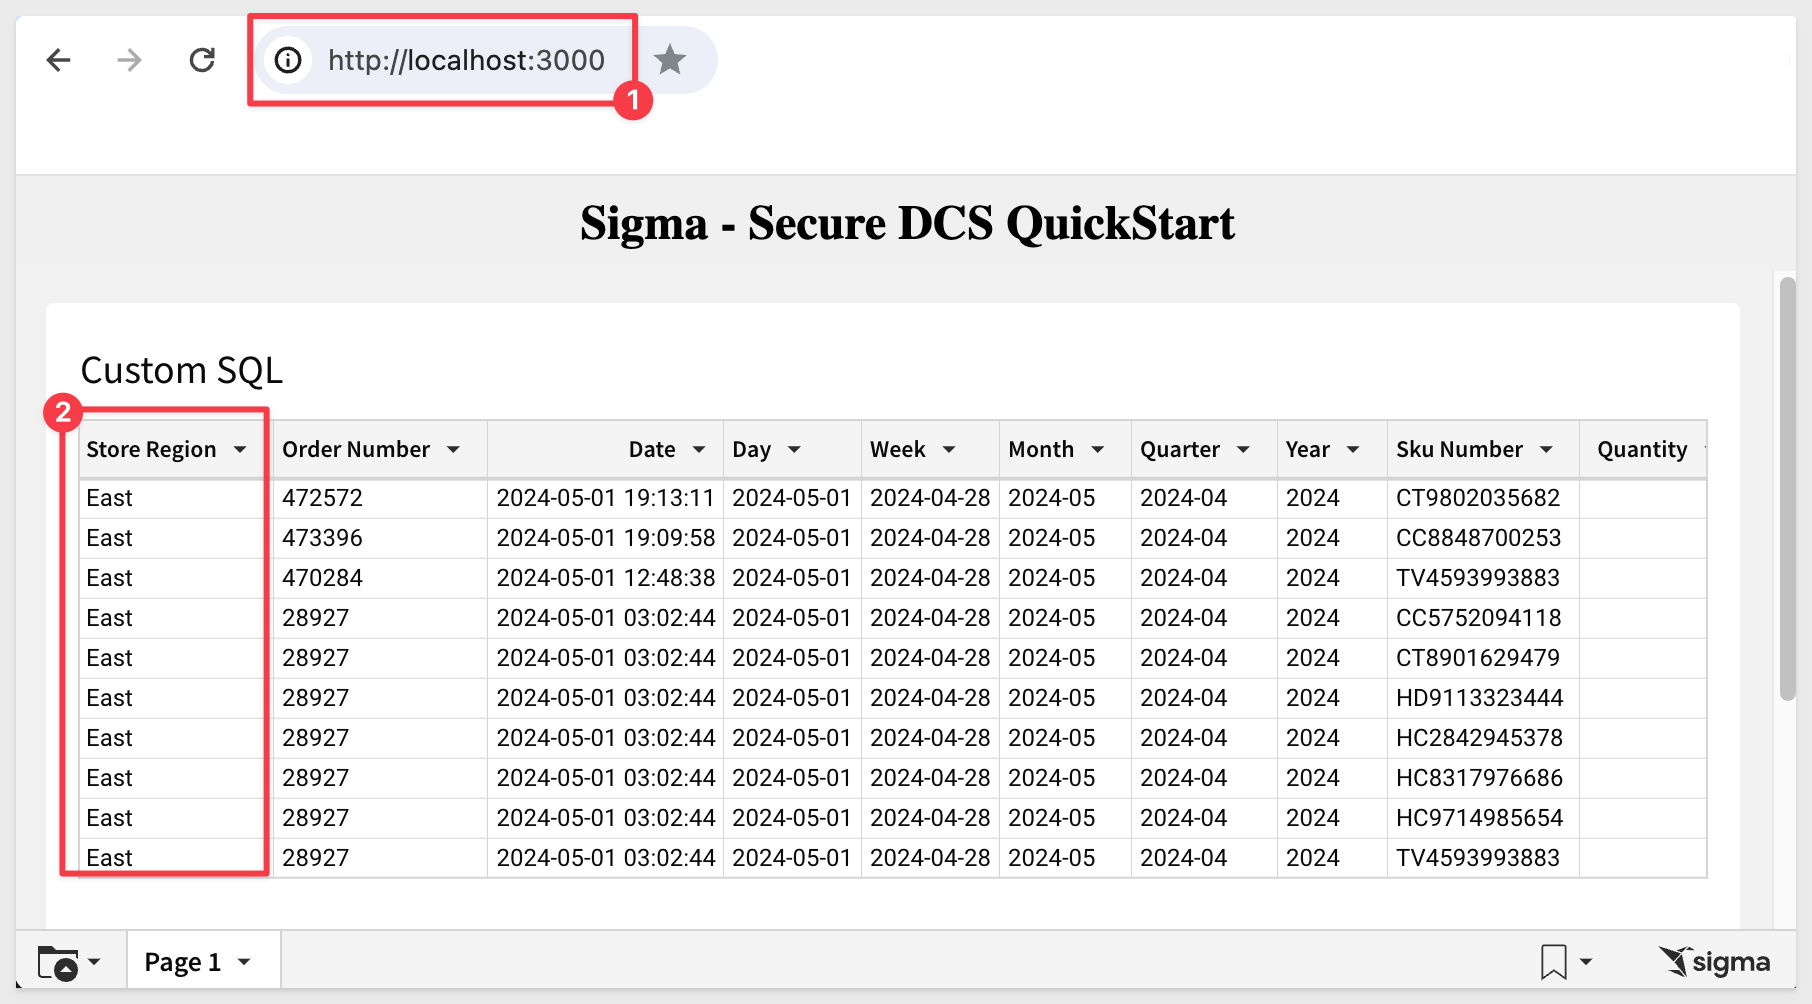 http://localhost:3000
1
Sigma - Secure DCS QuickStart
Custom SQL
2
Store Region Order Number Date Day Week Month Quarter Year Sku Number Quantity
East 472572 2024-05-01 19:13:11 2024-05-01 2024-04-28 2024-05 2024-04 2024 CT9802035682
East 473396 2024-05-01 19:09:58 2024-05-01 2024-04-28 2024-05 2024-04 2024 CC8848700253
East 470284 2024-05-01 12:48:38 2024-05-01 2024-04-28 2024-05 2024-04 2024 TV4593993883
East 28927 2024-05-01 03:02:44 2024-05-01 2024-04-28 2024-05 2024-04 2024 CC5752094118
East 28927 2024-05-01 03:02:44 2024-05-01 2024-04-28 2024-05 2024-04 2024 CT8901629479
East 28927 2024-05-01 03:02:44 2024-05-01 2024-04-28 2024-05 2024-04 2024 HD9113323444
East 28927 2024-05-01 03:02:44 2024-05-01 2024-04-28 2024-05 2024-04 2024 HC2842945378
East 28927 2024-05-01 03:02:44 2024-05-01 2024-04-28 2024-05 2024-04 2024 HC8317976686
East 28927 2024-05-01 03:02:44 2024-05-01 2024-04-28 2024-05 2024-04 2024 HC9714985654
East 28927 2024-05-01 03:02:44 2024-05-01 2024-04-28 2024-05 2024-04 2024 TV4593993883
Page 1 sigma